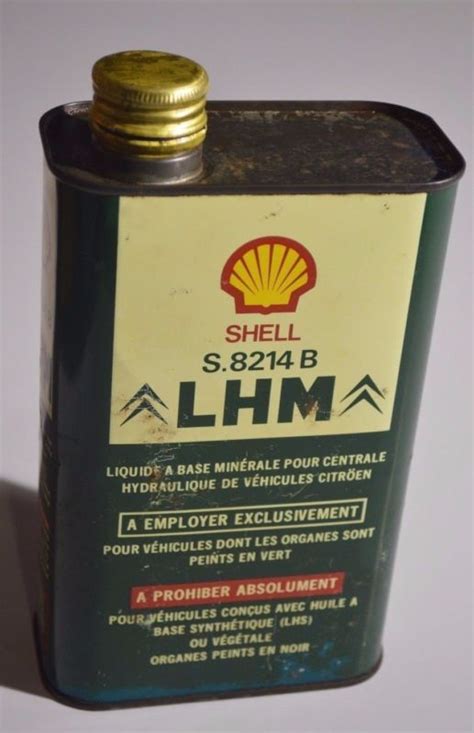 SHELL
S.8214 B
LHM
LIQUIDE A BASE MINÉRALE POUR CENTRALE
HYDRAULIQUE DE VÉHICULES CITRÖEN
A EMPLOYER EXCLUSIVEMENT
POUR VÉHICULES DONT LES ORGANES SONT
PEINTS EN VERT
A PROHIBER ABSOLUMENT
POUR VÉHICULES CONÇUS AVEC HUILE A
BASE SYNTHÉTIQUE (LHS)
OU VÉGÉTALE
ORGANES PEINTS EN NOIR